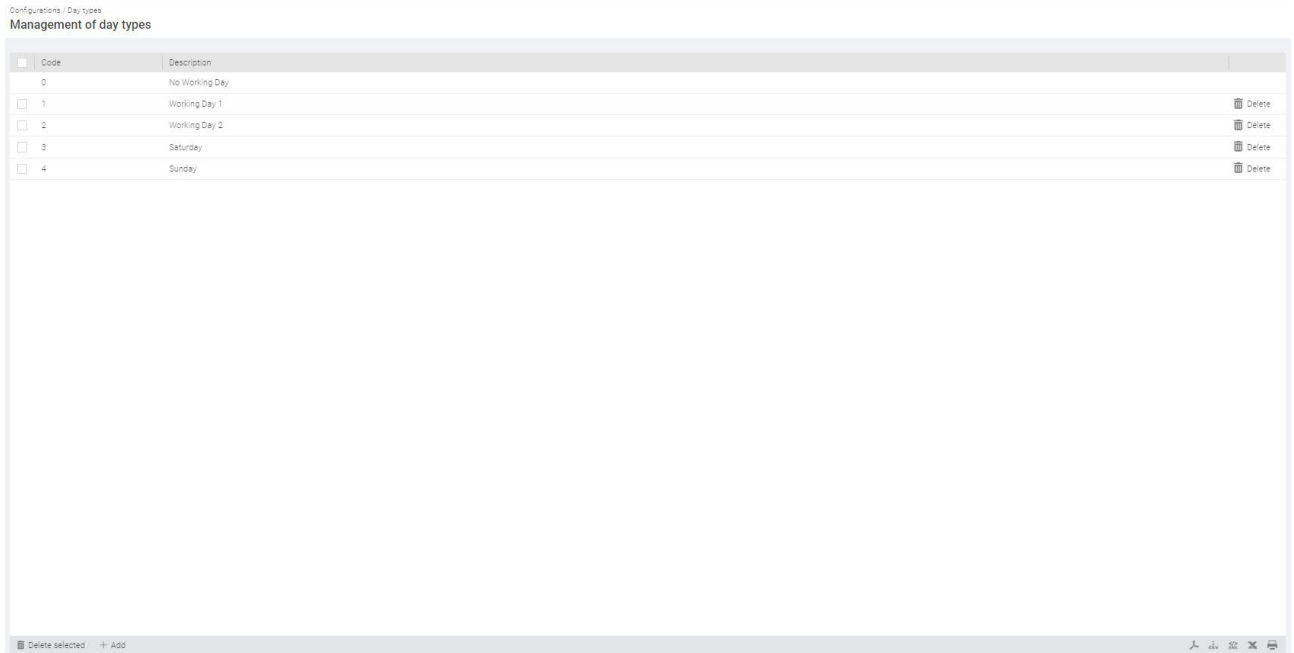 Configurations / Day types
Management of day types
Code Description
0 No Working Day
1 Working Day 1 Delete
2 Working Day 2 Delete
3 Saturday Delete
4 Sunday Delete
Delete selected + Add csv